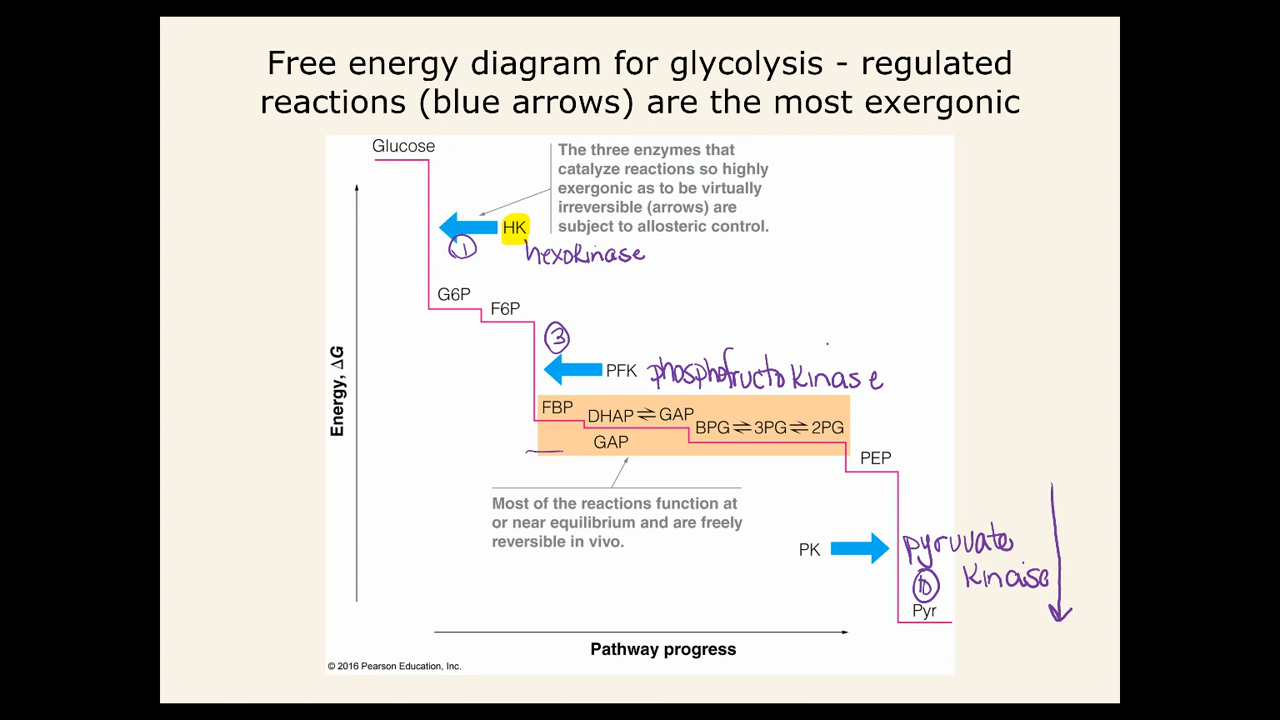 Free energy diagram for glycolysis - regulated
reactions (blue arrows) are the most exergonic
Glucose
The three enzymes that
catalyze reactions so highly
exergonic as to be virtually
irreversible (arrows) are
subject to allosteric control.
HK
1
hexokinase
G6P
F6P
3
PFK
phosphofructokinase
Energy, ΔG
FBP
DHAP ⇌ GAP
BPG ⇌ 3PG ⇌ 2PG
GAP
PEP
Most of the reactions function at
or near equilibrium and are freely
reversible in vivo.
PK
pyruvate
kinase
10
Pyr
Pathway progress
© 2016 Pearson Education, Inc.